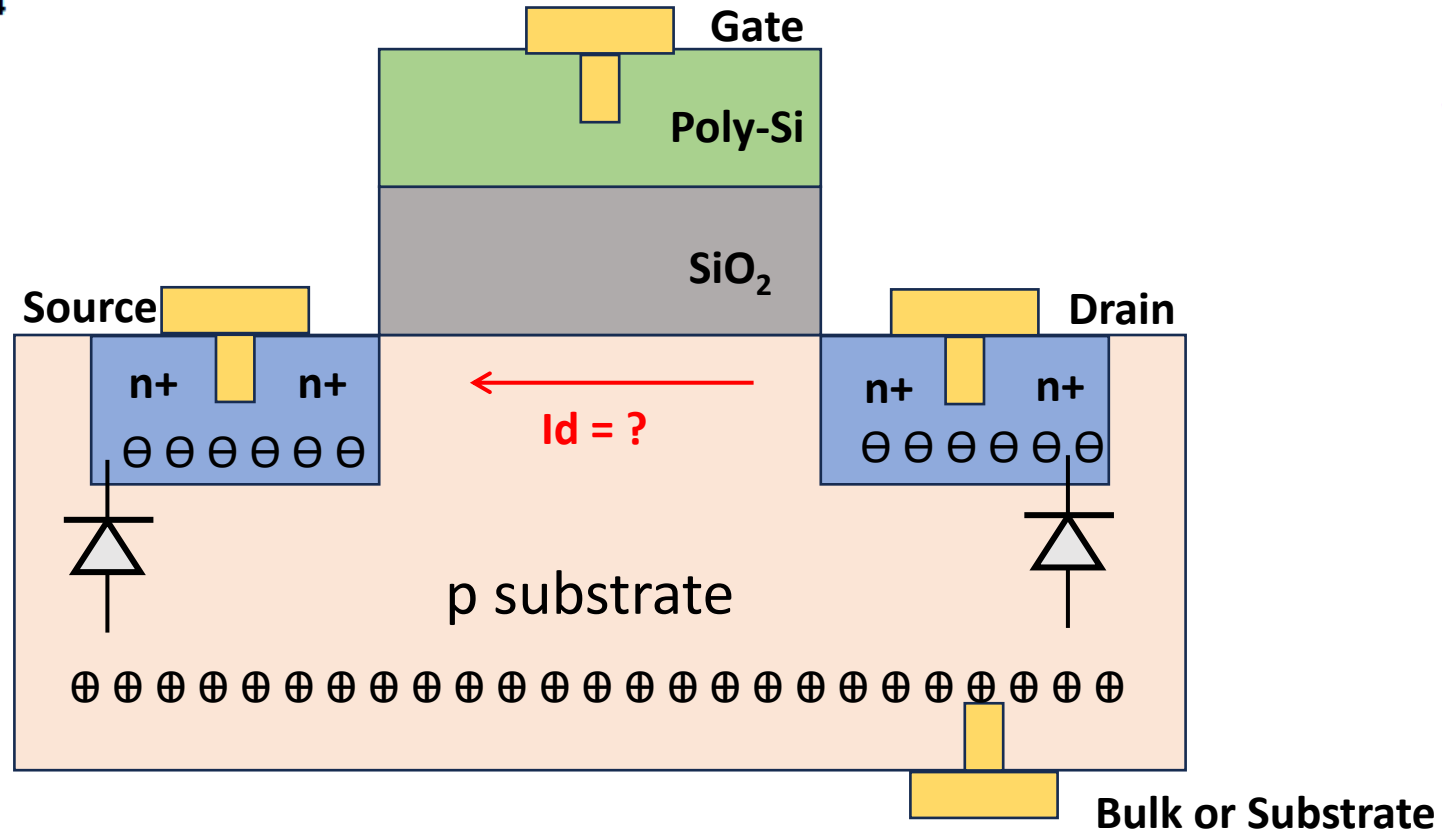 Gate
Poly-Si
SiO₂
Source
Drain
n+ n+
n+ n+
Id = ?
p substrate
Bulk or Substrate